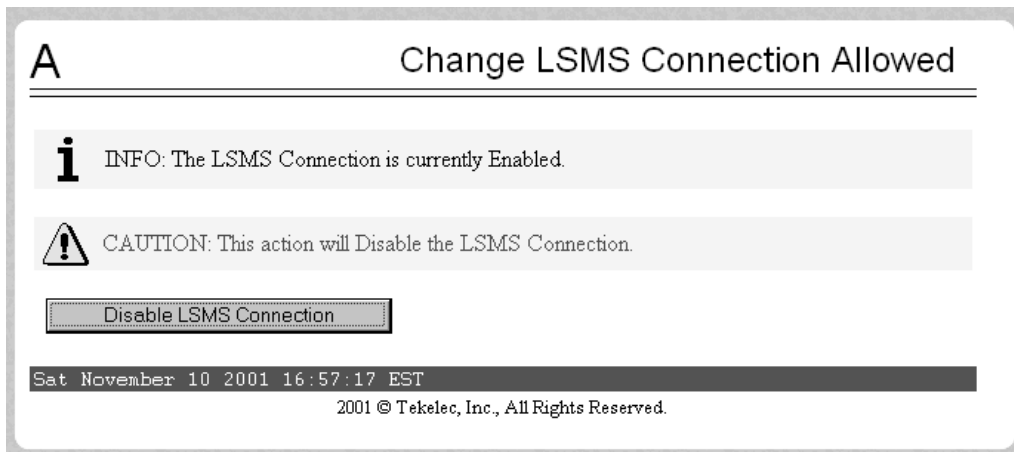 A
Change LSMS Connection Allowed
i
INFO: The LSMS Connection is currently Enabled.
!
CAUTION: This action will Disable the LSMS Connection.
Disable LSMS Connection
Sat November 10 2001 16:57:17 EST
2001 © Tekelec, Inc., All Rights Reserved.